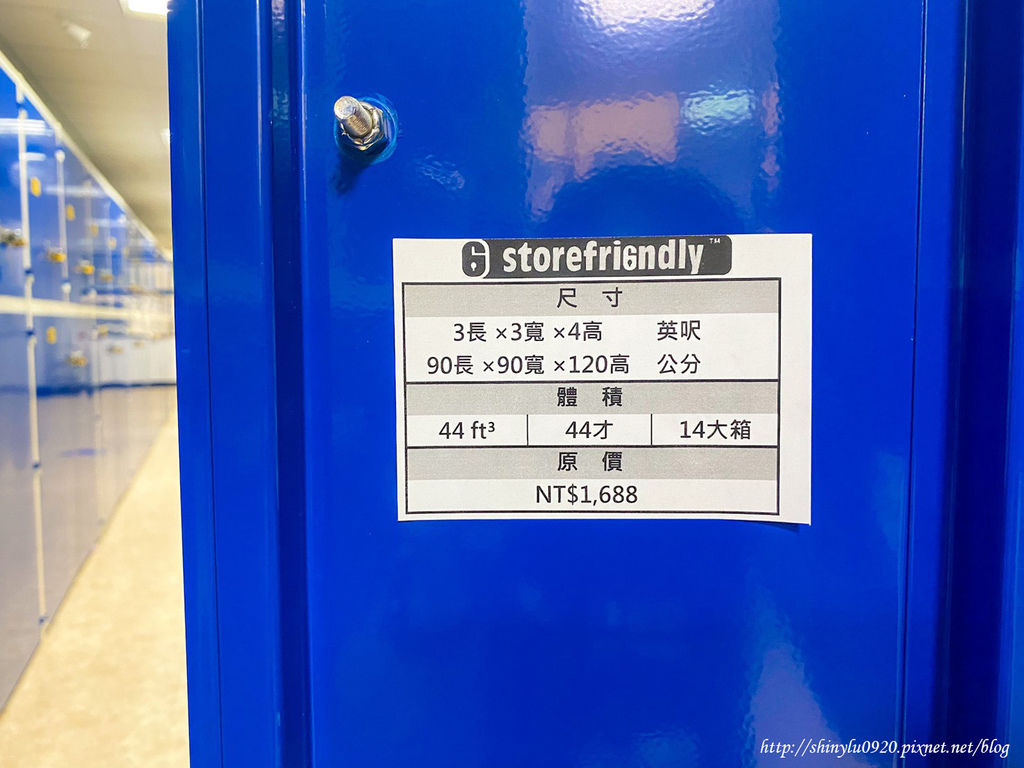 storefriendly™
尺 寸
3長 ×3寬 ×4高 英呎
90長 ×90寬 ×120高 公分
體 積
44 ft³ 44才 14大箱
原 價
NT$1,688
http://shinylu0920.pixnet.net/blog